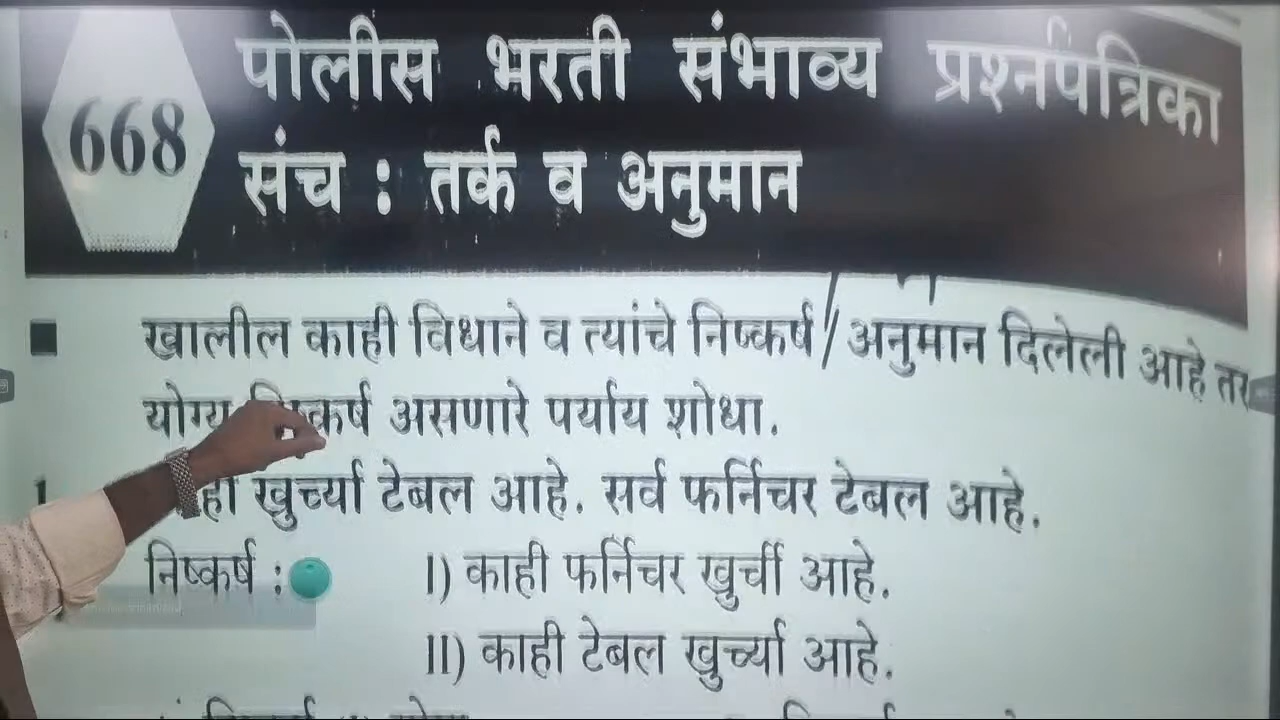 668
पोलीस भरती संभाव्य प्रश्नपत्रिका
संच : तर्क व अनुमान
खालील काही विधाने व त्यांचे निष्कर्ष/अनुमान दिलेली आहे तर
योग्य निष्कर्ष असणारे पर्याय शोधा.
खुर्च्या टेबल आहे. सर्व फर्निचर टेबल आहे.
निष्कर्ष : I) काही फर्निचर खुर्ची आहे.
II) काही टेबल खुर्च्या आहे.